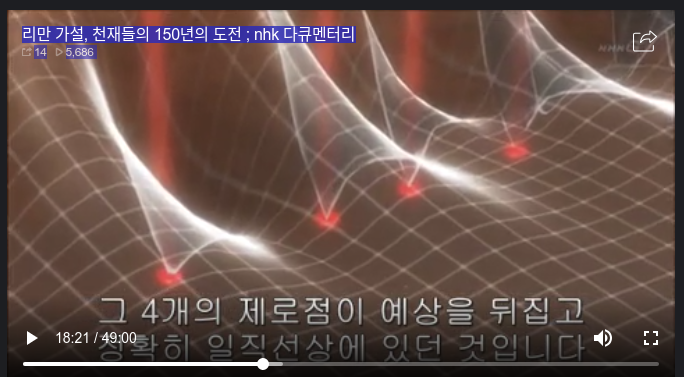 리만 가설, 천재들의 150년의 도전 ; nhk 다큐멘터리
14 5,686
NHK
그 4개의 제로점이 예상을 뒤집고
18:21 / 49:00
정확히 일직선상에 있던 것입니다